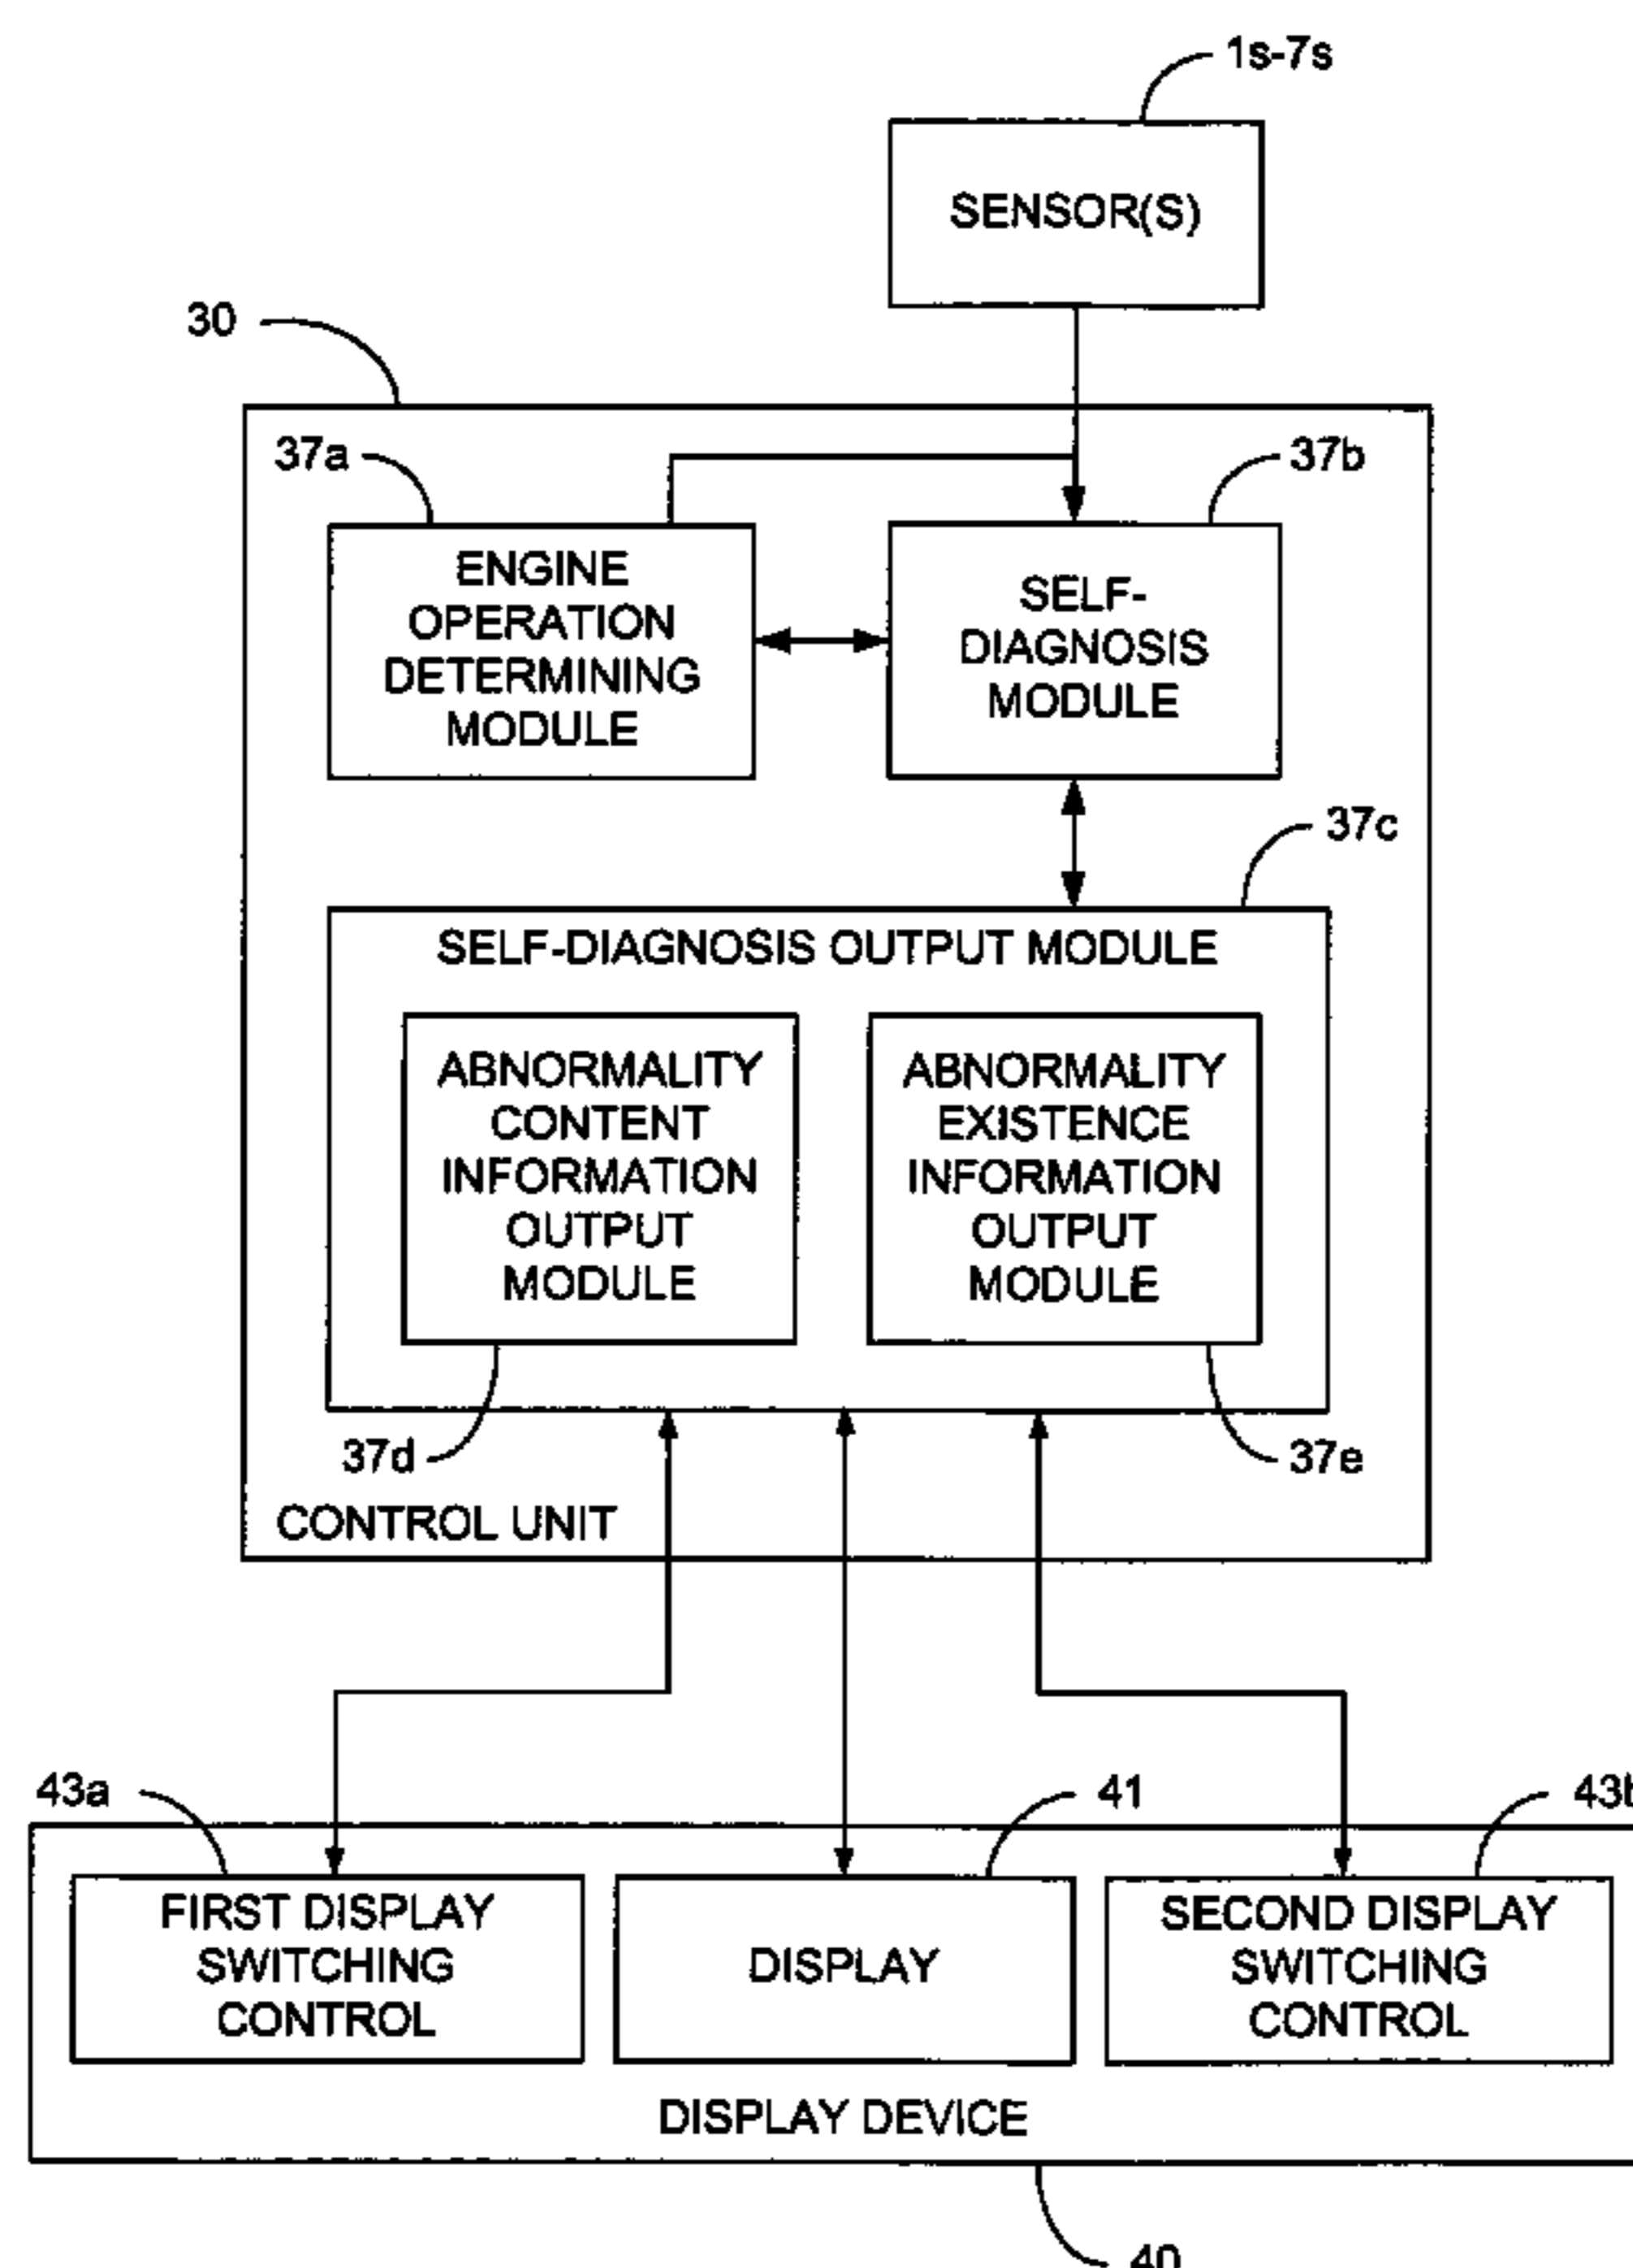 1s-7s
SENSOR(S)
30
37a
37b
ENGINE
OPERATION
DETERMINING
MODULE
SELF-
DIAGNOSIS
MODULE
37c
SELF-DIAGNOSIS OUTPUT MODULE
ABNORMALITY
CONTENT
INFORMATION
OUTPUT
MODULE
ABNORMALITY
EXISTENCE
INFORMATION
OUTPUT
MODULE
37d
37e
CONTROL UNIT
43a
41
43b
FIRST DISPLAY
SWITCHING
CONTROL
DISPLAY
SECOND DISPLAY
SWITCHING
CONTROL
DISPLAY DEVICE
40